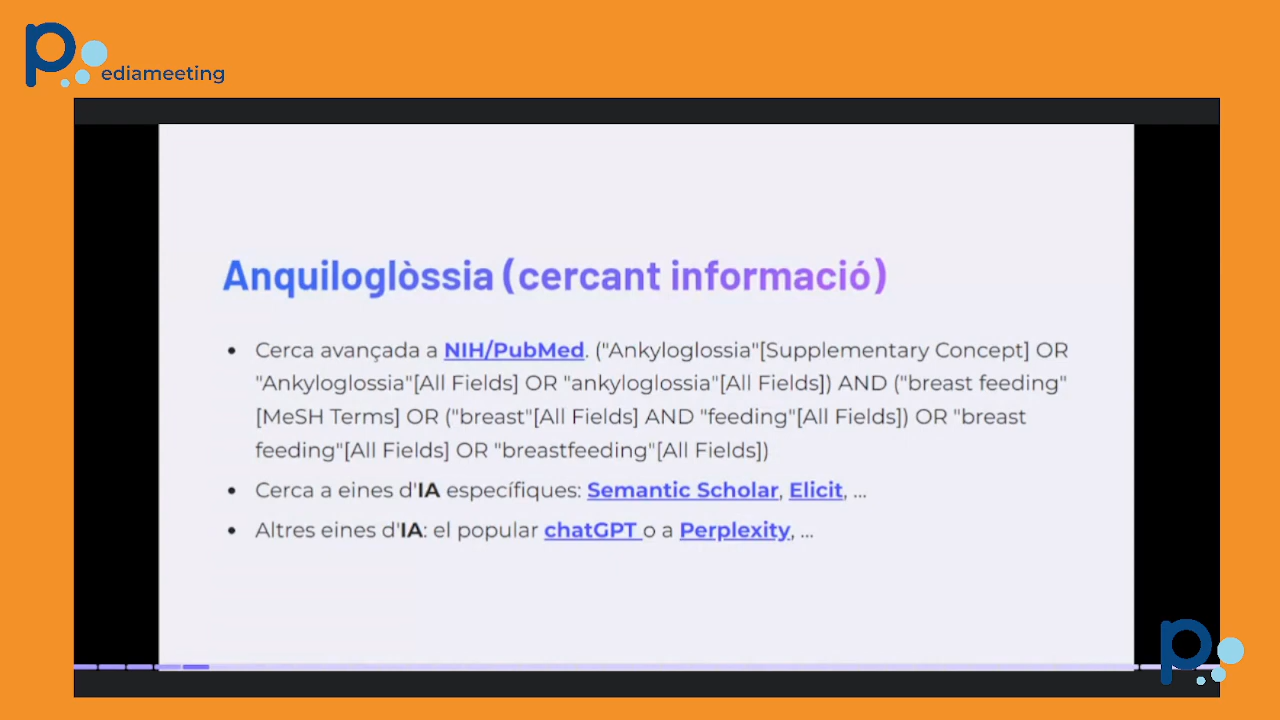 pediameeting
Anquiloglòssia (cercant informació)
• Cerca avançada a NIH/PubMed. ("Ankyloglossia"[Supplementary Concept] OR
"Ankyloglossia"[All Fields] OR "ankyloglossia"[All Fields]) AND ("breast feeding"
[MeSH Terms] OR ("breast"[All Fields] AND "feeding"[All Fields]) OR "breast
feeding"[All Fields] OR "breastfeeding"[All Fields])
• Cerca a eines d'IA específiques: Semantic Scholar, Elicit, ...
• Altres eines d'IA: el popular chatGPT o a Perplexity, ...
p